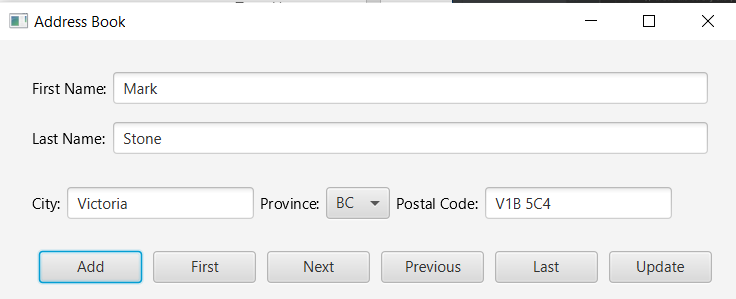 Address Book
First Name: Mark
Last Name: Stone
City: Victoria Province: BC Postal Code: V1B 5C4
Add First Next Previous Last Update